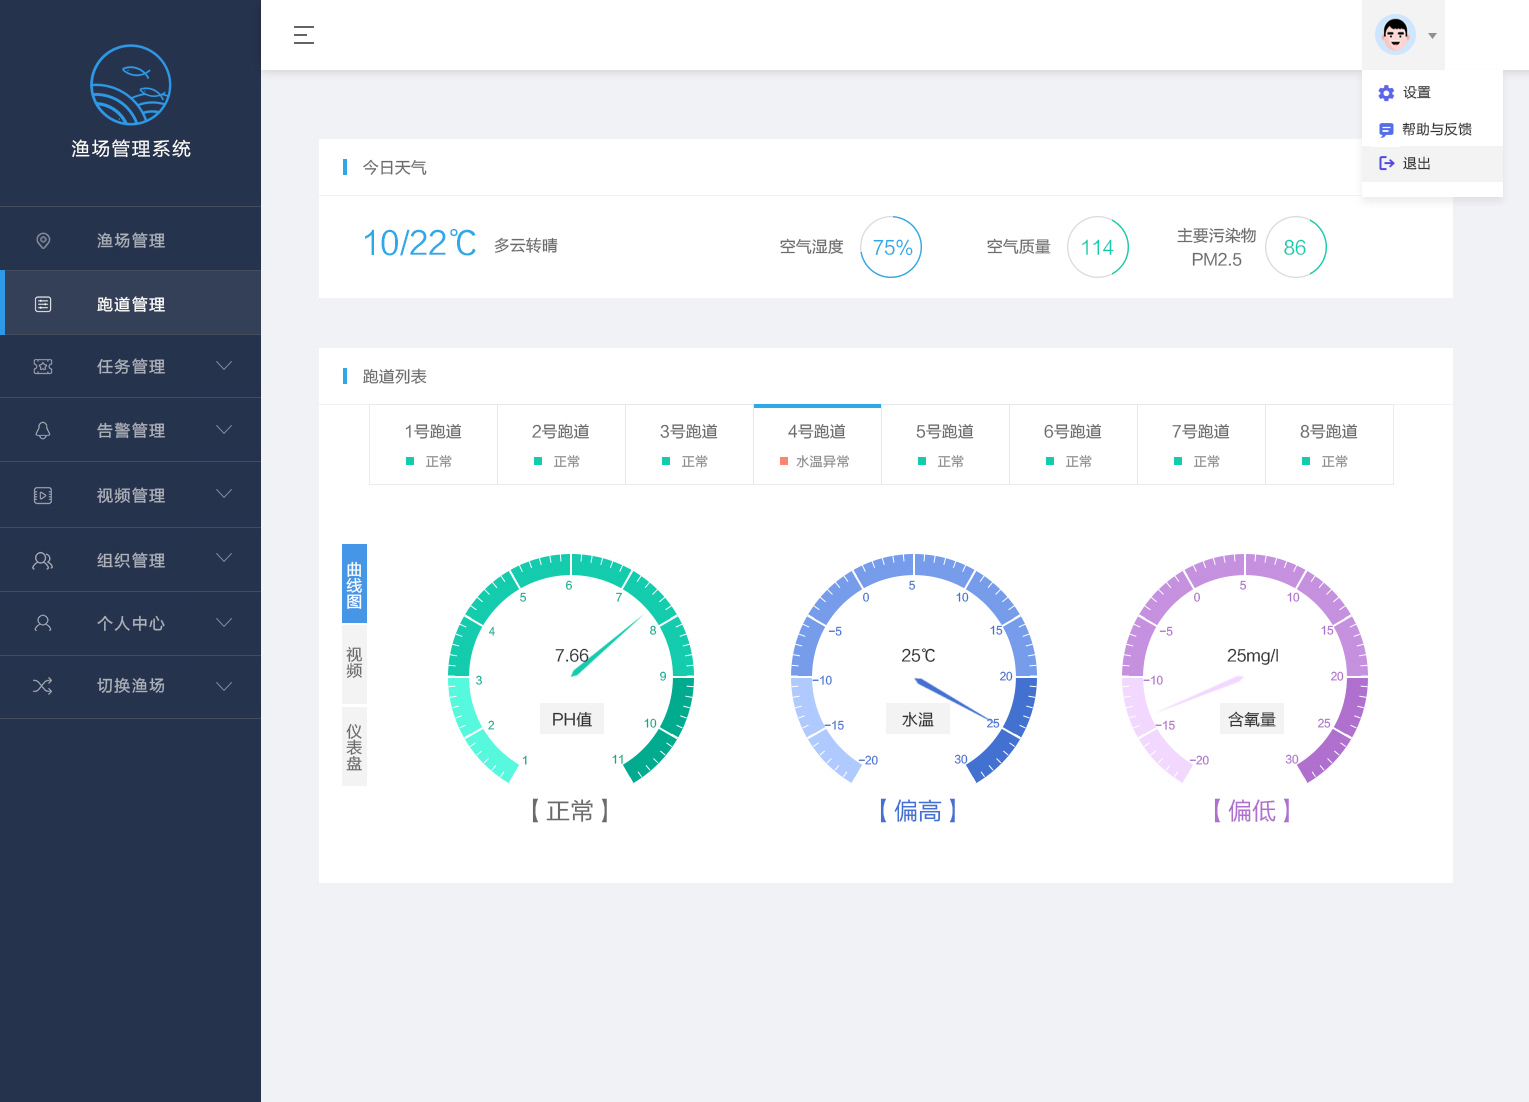 渔场管理系统
渔场管理
跑道管理
任务管理
告警管理
视频管理
组织管理
个人中心
切换渔场
设置
帮助与反馈
退出
今日天气
10/22℃ 多云转晴
空气湿度 75%
空气质量 114
主要污染物
PM2.5
86
跑道列表
1号跑道
正常
2号跑道
正常
3号跑道
正常
4号跑道
水温异常
5号跑道
正常
6号跑道
正常
7号跑道
正常
8号跑道
正常
曲线图
视频
仪表盘
1
2
3
4
5
6
7
8
9
10
11
7.66
PH值
【正常】
-20
-15
-10
-5
0
5
10
15
20
25
30
25℃
水温
【偏高】
-20
-15
-10
-5
0
5
10
15
20
25
30
25mg/l
含氧量
【偏低】